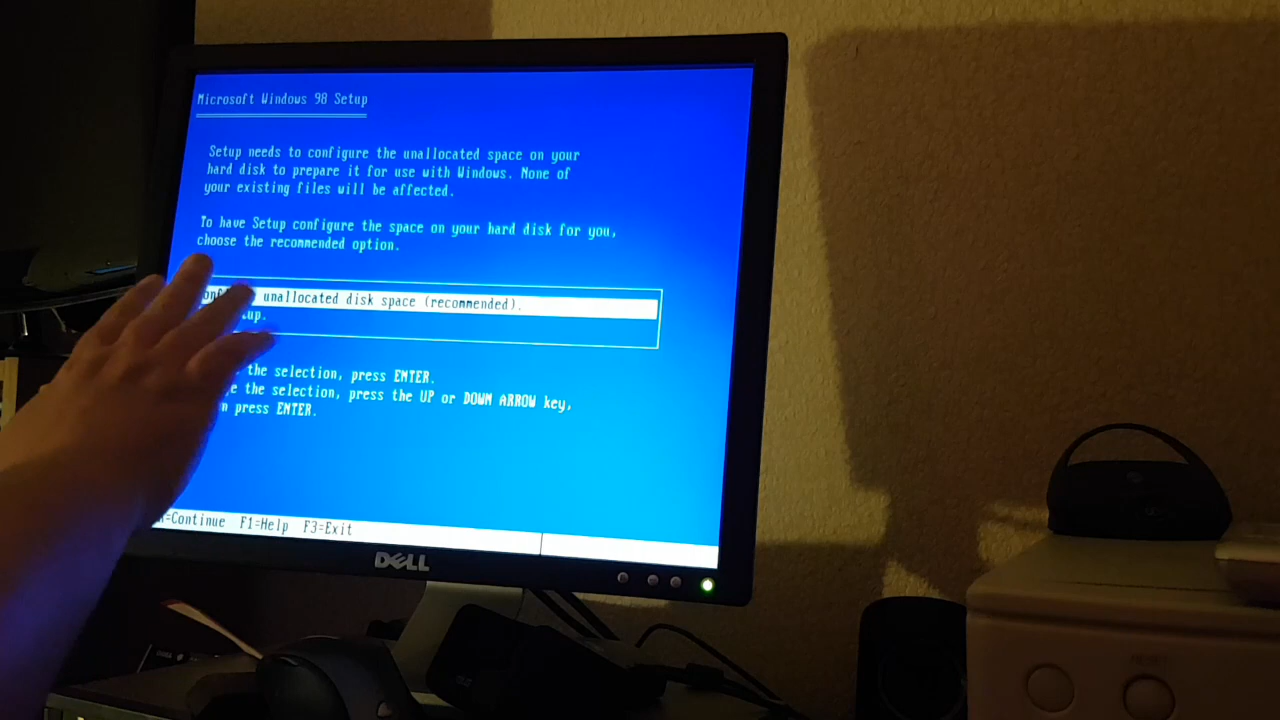 Microsoft Windows 98 Setup
Setup needs to configure the unallocated space on your
hard disk to prepare it for use with Windows. None of
your existing files will be affected.
To have Setup configure the space on your hard disk for you,
choose the recommended option.
unallocated disk space (recommended).
the selection, press ENTER.
the selection, press the UP or DOWN ARROW key,
press ENTER.
=Continue F1=Help F3=Exit
DELL
RESET